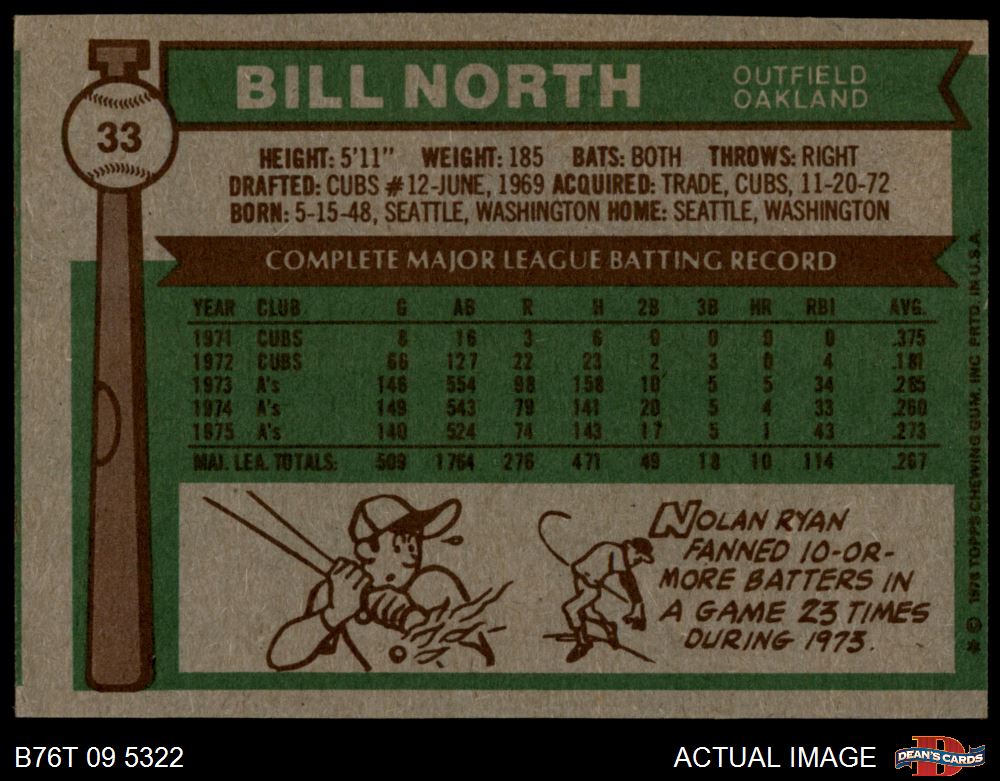 33
BILL NORTH
OUTFIELD
OAKLAND
HEIGHT: 5'11" WEIGHT: 185 BATS: BOTH THROWS: RIGHT
DRAFTED: CUBS #12-JUNE, 1969 ACQUIRED: TRADE, CUBS, 11-20-72
BORN: 5-15-48, SEATTLE, WASHINGTON HOME: SEATTLE, WASHINGTON
COMPLETE MAJOR LEAGUE BATTING RECORD
YEAR CLUB G AB R H 2B 3B HR RBI AVG.
1971 CUBS 8 16 3 6 0 0 0 0 .375
1972 CUBS 66 127 22 23 2 3 0 4 .181
1973 A's 146 554 98 158 10 5 5 34 .285
1974 A's 149 543 79 141 20 5 4 33 .260
1975 A's 140 524 74 143 17 5 1 43 .273
MAJ. LEA. TOTALS: 509 1764 276 471 49 18 10 114 .267
NOLAN RYAN
FANNED 10-OR-
MORE BATTERS IN
A GAME 23 TIMES
DURING 1973.
* © 1976 TOPPS CHEWING GUM, INC. PRTD. IN U.S.A.
B76T 09 5322
ACTUAL IMAGE
D
DEAN'S CARDS